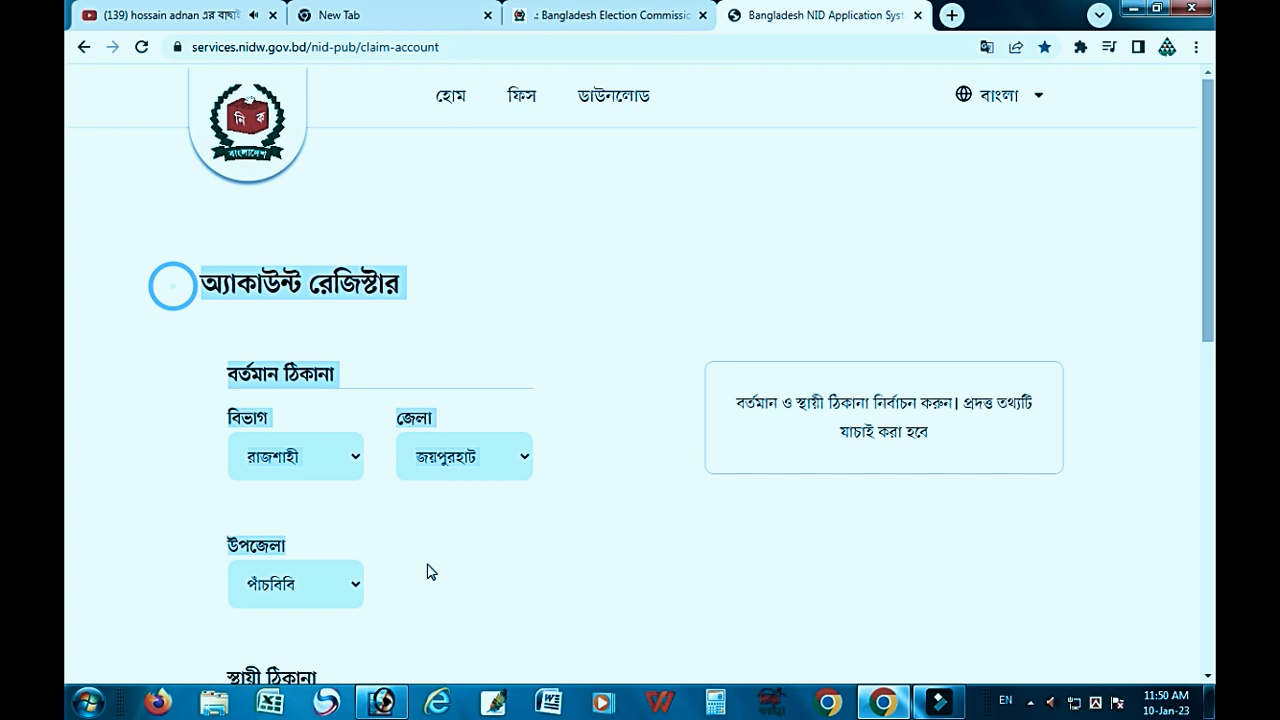 (139) hossain adnan এর বাছাই
New Tab
.: Bangladesh Election Commissic
Bangladesh NID Application Syst
services.nidw.gov.bd/nid-pub/claim-account
হোম ফিস ডাউনলোড
বাংলা
নি ক
বাংলাদেশ
অ্যাকাউন্ট রেজিস্টার
বর্তমান ঠিকানা
বিভাগ জেলা
রাজশাহী জয়পুরহাট
বর্তমান ও স্থায়ী ঠিকানা নির্বাচন করুন। প্রদত্ত তথ্যটি
যাচাই করা হবে
উপজেলা
পাঁচবিবি
স্থায়ী ঠিকানা
EN
11:50 AM
10-Jan-23